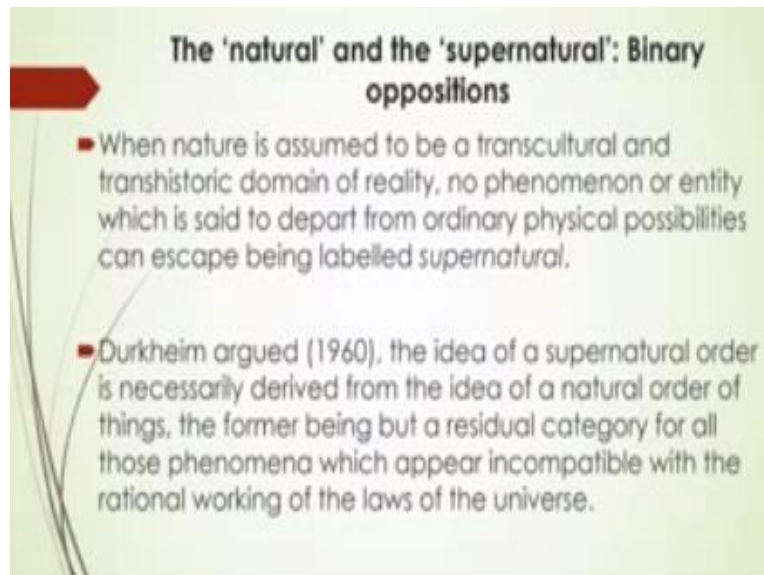 The ‘natural’ and the ‘supernatural’: Binary
oppositions
When nature is assumed to be a transcultural and
transhistoric domain of reality, no phenomenon or entity
which is said to depart from ordinary physical possibilities
can escape being labelled supernatural.
Durkheim argued (1960), the idea of a supernatural order
is necessarily derived from the idea of a natural order of
things, the former being but a residual category for all
those phenomena which appear incompatible with the
rational working of the laws of the universe.